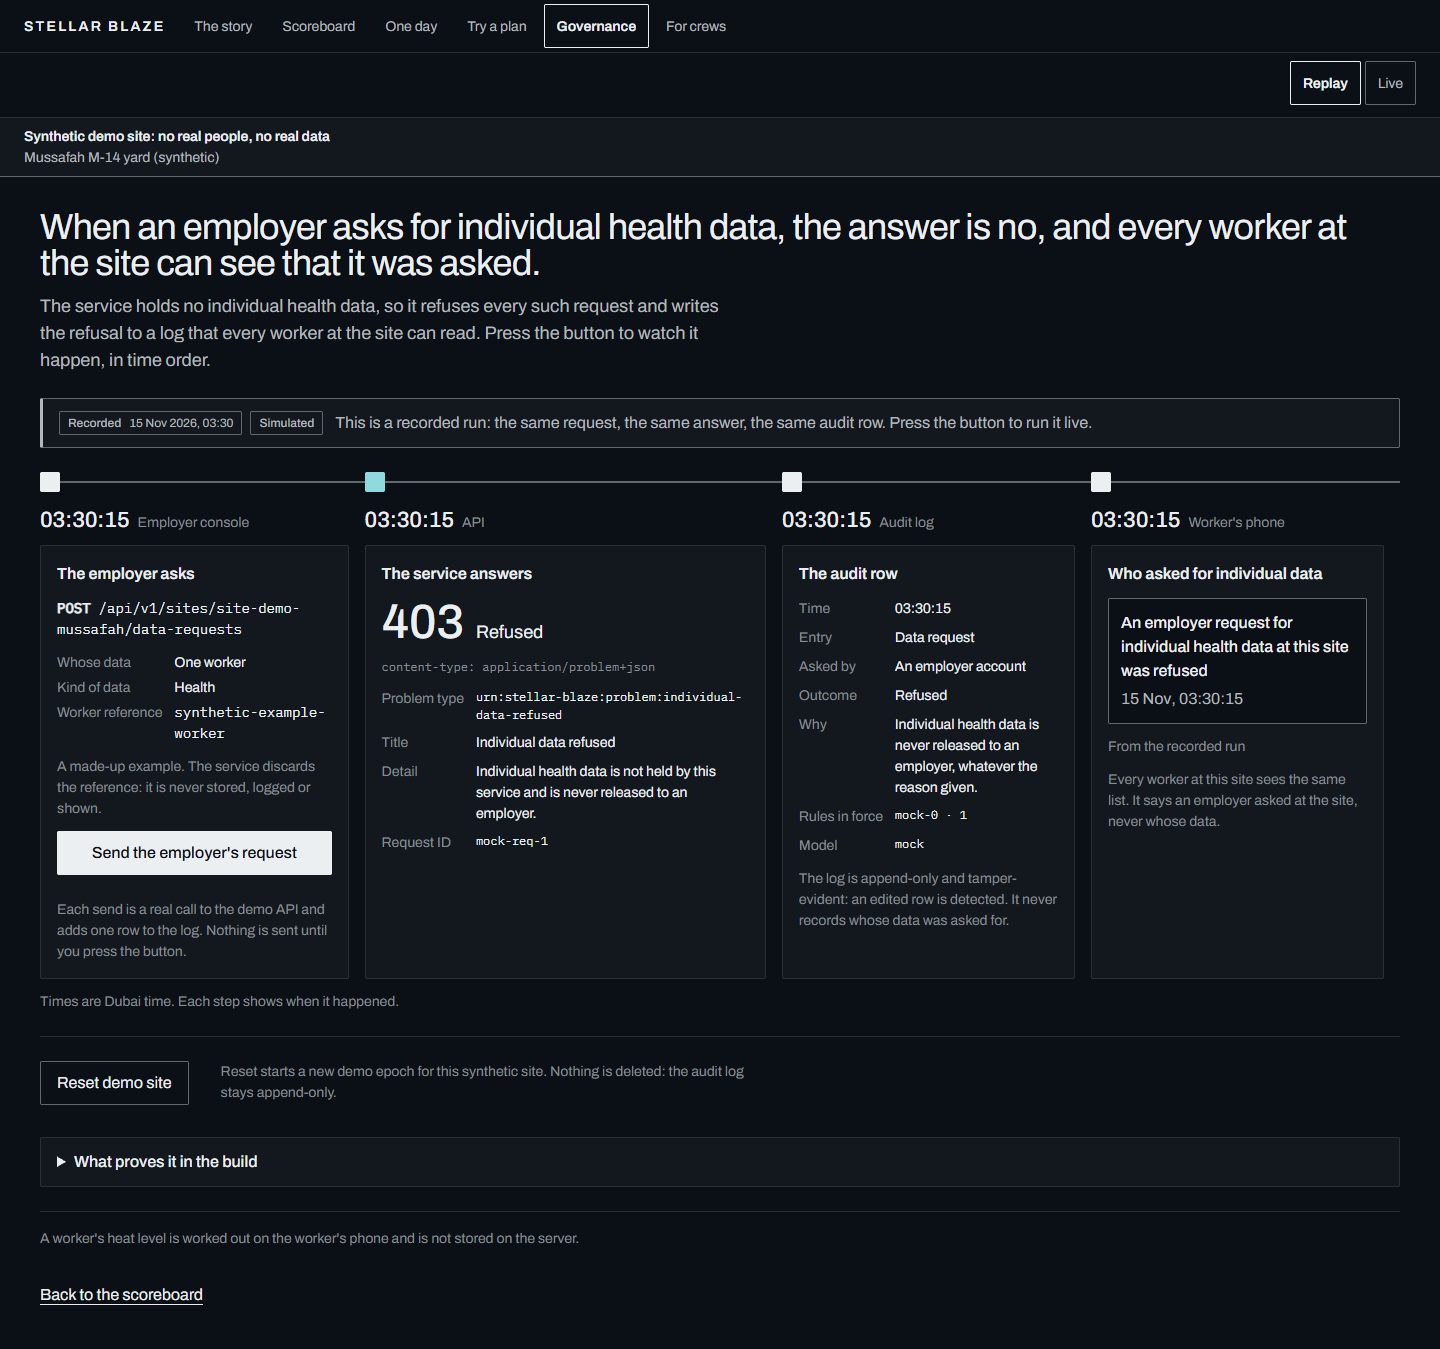 STELLAR BLAZE The story Scoreboard One day Try a plan Governance For crews
Replay Live
Synthetic demo site: no real people, no real data
Mussafah M-14 yard (synthetic)
When an employer asks for individual health data, the answer is no, and every worker at
the site can see that it was asked.
The service holds no individual health data, so it refuses every such request and writes
the refusal to a log that every worker at the site can read. Press the button to watch it
happen, in time order.
Recorded 15 Nov 2026, 03:30 Simulated This is a recorded run: the same request, the same answer, the same audit row. Press the button to run it live.
03:30:15 Employer console
The employer asks
POST /api/v1/sites/site-demo-
mussafah/data-requests
Whose data One worker
Kind of data Health
Worker reference synthetic-example-
worker
A made-up example. The service discards
the reference: it is never stored, logged or
shown.
Send the employer's request
Each send is a real call to the demo API and
adds one row to the log. Nothing is sent until
you press the button.
03:30:15 API
The service answers
403 Refused
content-type: application/problem+json
Problem type urn:stellar-blaze:problem:individual-
data-refused
Title Individual data refused
Detail Individual health data is not held by this
service and is never released to an
employer.
Request ID mock-req-1
03:30:15 Audit log
The audit row
Time 03:30:15
Entry Data request
Asked by An employer account
Outcome Refused
Why Individual health data is
never released to an
employer, whatever the
reason given.
Rules in force mock-0 · 1
Model mock
The log is append-only and tamper-
evident: an edited row is detected. It never
records whose data was asked for.
03:30:15 Worker's phone
Who asked for individual data
An employer request for
individual health data at this site
was refused
15 Nov, 03:30:15
From the recorded run
Every worker at this site sees the same
list. It says an employer asked at the site,
never whose data.
Times are Dubai time. Each step shows when it happened.
Reset demo site
Reset starts a new demo epoch for this synthetic site. Nothing is deleted: the audit log
stays append-only.
What proves it in the build
A worker's heat level is worked out on the worker's phone and is not stored on the server.
Back to the scoreboard